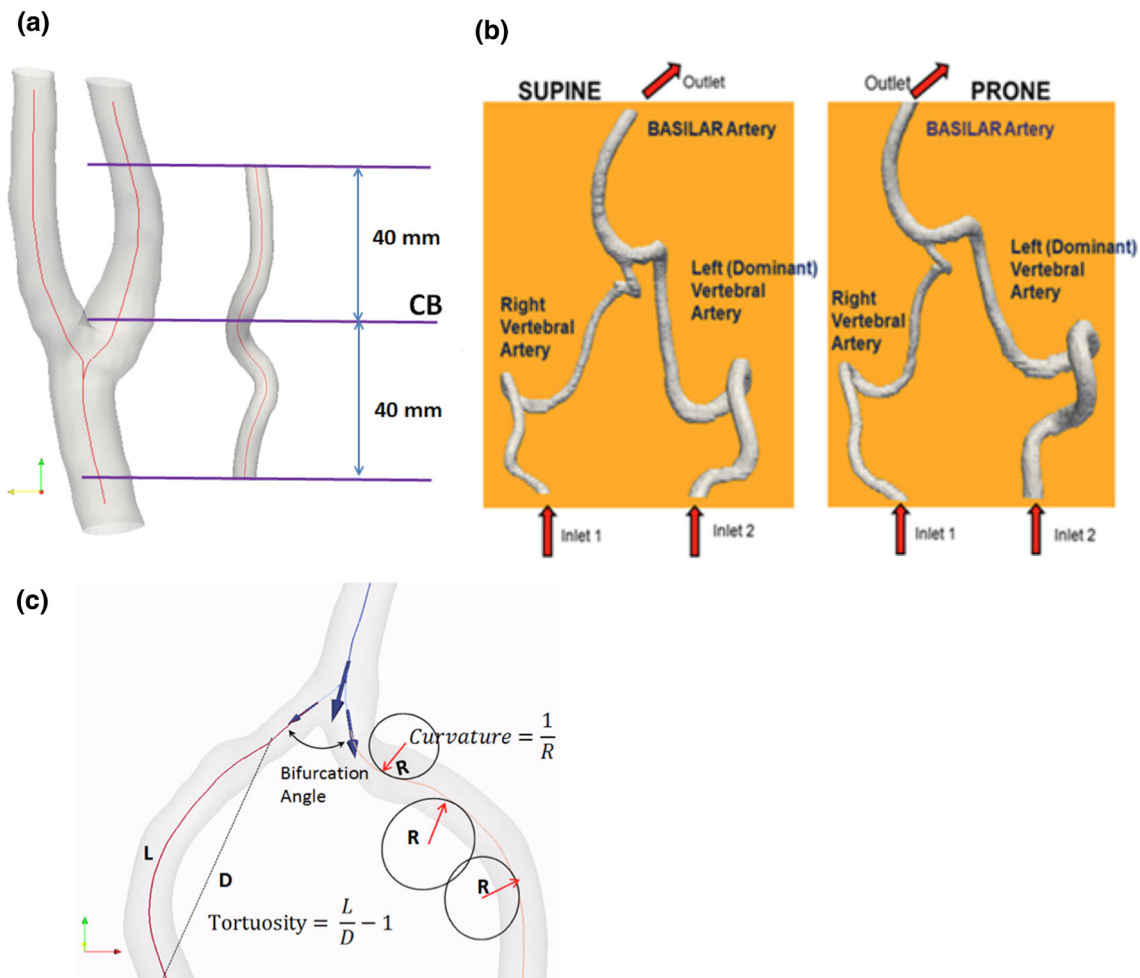 (a)
40 mm
CB
40 mm
(b)
SUPINE
Outlet
BASILAR Artery
Left (Dominant)
Vertebral
Artery
Right
Vertebral
Artery
Inlet 1
Inlet 2
Outlet
PRONE
BASILAR Artery
Left (Dominant)
Vertebral
Artery
Right
Vertebral
Artery
Inlet 1
Inlet 2
(c)
Curvature = 1/R
R
Bifurcation
Angle
R
R
L
D
Tortuosity = L/D − 1